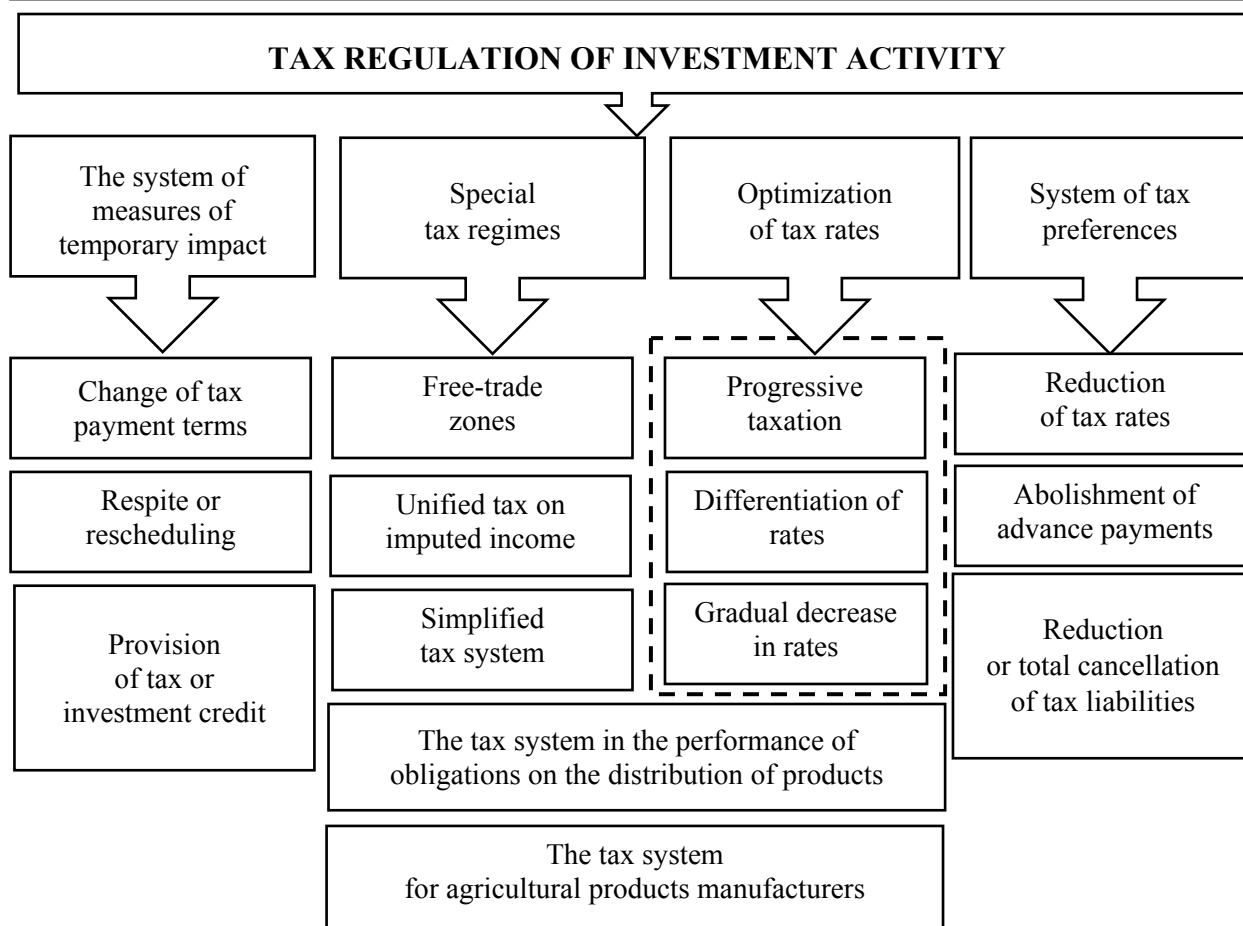 TAX REGULATION OF INVESTMENT ACTIVITY
The system of
measures of
temporary impact
Special
tax regimes
Optimization
of tax rates
System of tax
preferences
Change of tax
payment terms
Free-trade
zones
Progressive
taxation
Reduction
of tax rates
Respite or
rescheduling
Unified tax on
imputed income
Differentiation of
rates
Abolishment of
advance payments
Provision
of tax or
investment credit
Simplified
tax system
Gradual decrease
in rates
Reduction
or total cancellation
of tax liabilities
The tax system in the performance of
obligations on the distribution of products
The tax system
for agricultural products manufacturers